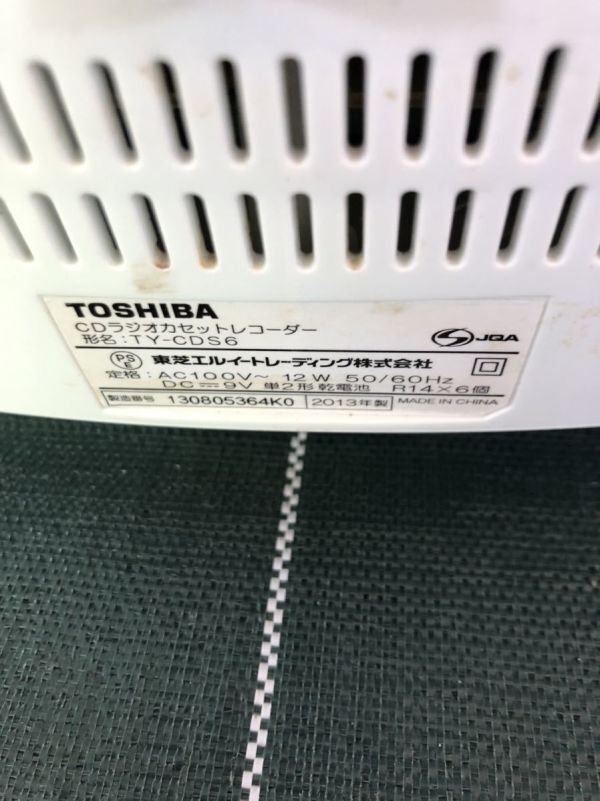 TOSHIBA
CDラジオカセットレコーダー
形名:TY-CDS6
JQA
PSE 東芝エルイートレーディング株式会社
定格:AC100V～ 12W 50/60Hz
DC⎓9V 単2形乾電池 R14×6個
製造番号 130805364K0 2013年製 MADE IN CHINA